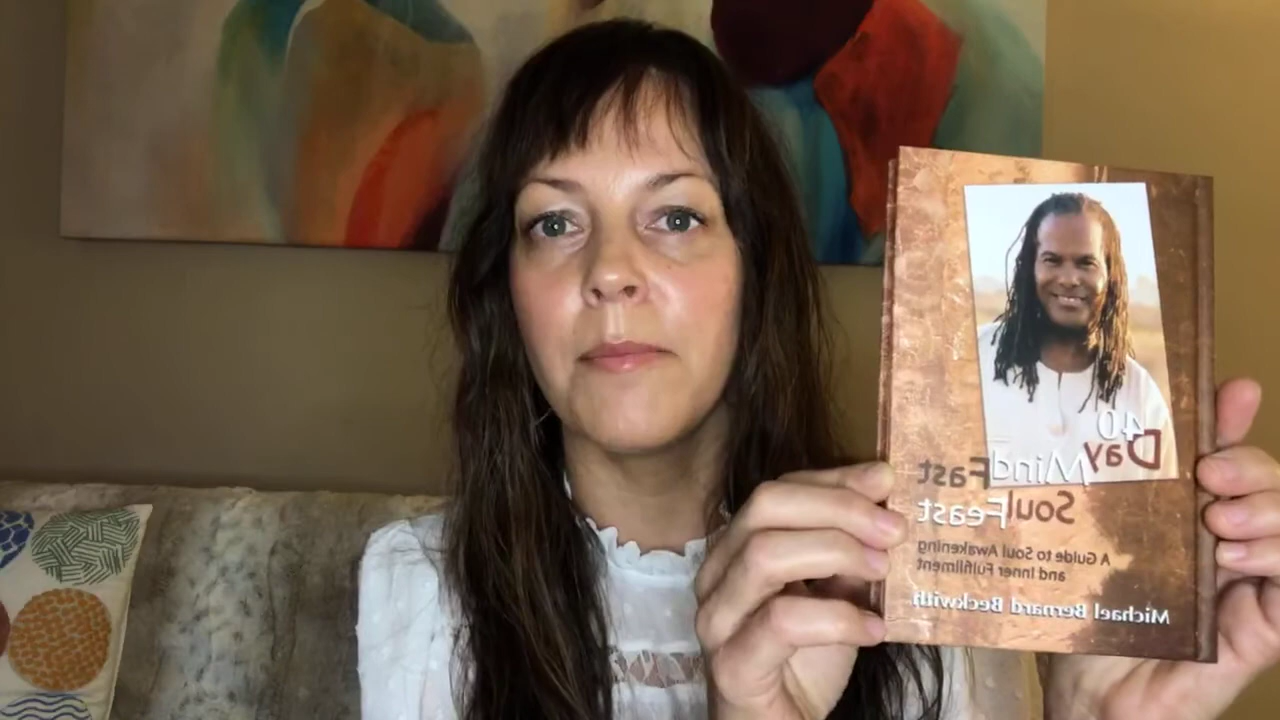 40
Day
MindFast
SoulFeast
A Guide to Soul Awakening
and Inner Fulfillment
Michael Bernard Beckwith